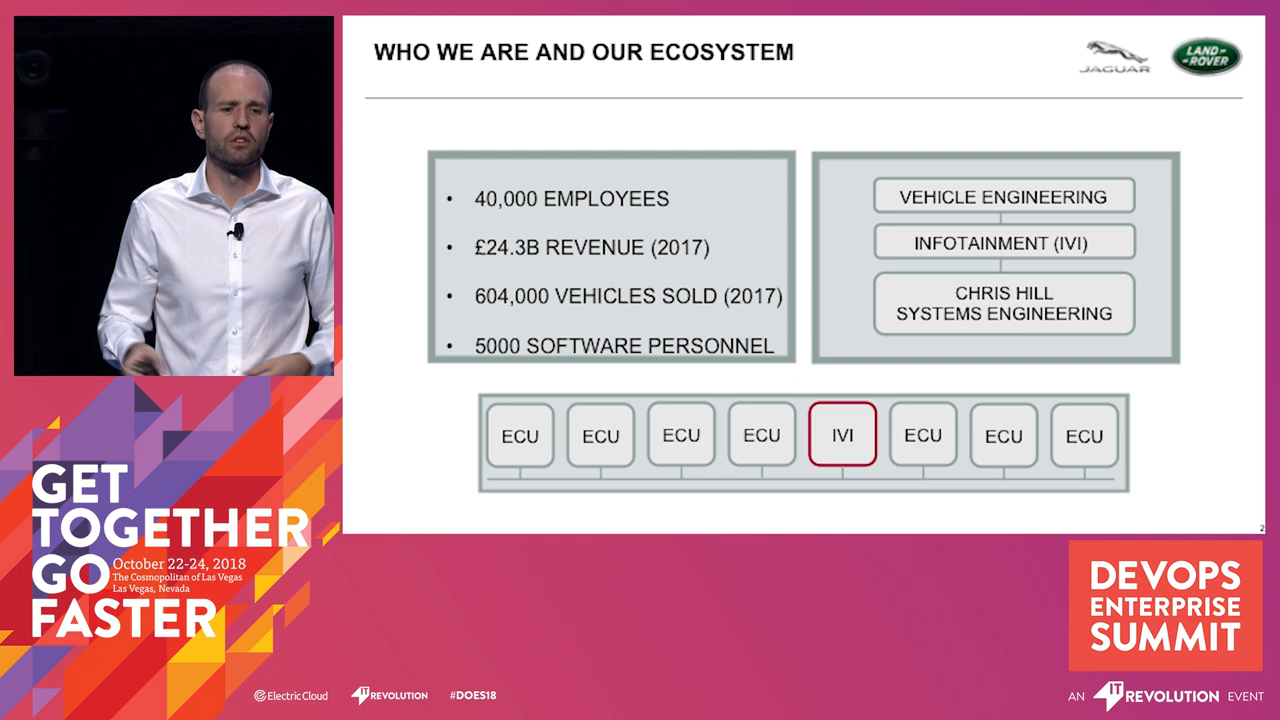 WHO WE ARE AND OUR ECOSYSTEM
JAGUAR
LAND-
-ROVER
• 40,000 EMPLOYEES
• £24.3B REVENUE (2017)
• 604,000 VEHICLES SOLD (2017)
• 5000 SOFTWARE PERSONNEL
VEHICLE ENGINEERING
INFOTAINMENT (IVI)
CHRIS HILL
SYSTEMS ENGINEERING
ECU ECU ECU ECU IVI ECU ECU ECU
2
GET
TOGETHER
GO
FASTER
October 22-24, 2018
The Cosmopolitan of Las Vegas
Las Vegas, Nevada
DEVOPS
ENTERPRISE
SUMMIT
ElectricCloud
IT REVOLUTION
#DOES18
AN IT REVOLUTION EVENT